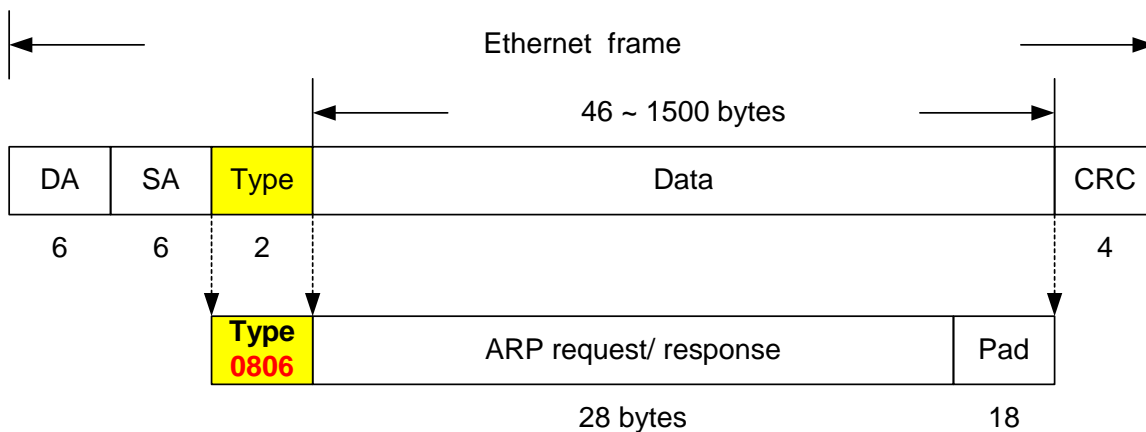 Ethernet frame
46 ~ 1500 bytes
DA SA Type Data CRC
6 6 2 4
Type
0806
ARP request/ response Pad
28 bytes 18